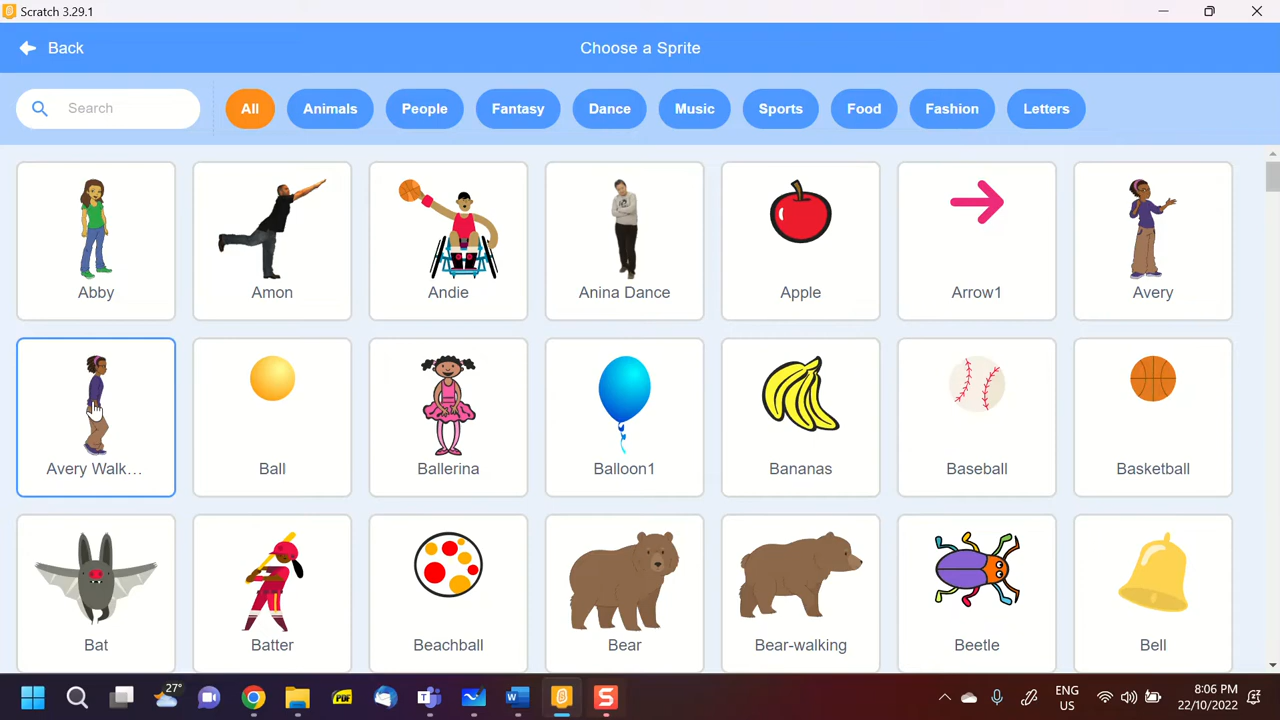 Scratch 3.29.1
Back
Choose a Sprite
Search
All Animals People Fantasy Dance Music Sports Food Fashion Letters
Abby Amon Andie Anina Dance Apple Arrow1 Avery
Avery Walk... Ball Ballerina Balloon1 Bananas Baseball Basketball
Bat Batter Beachball Bear Bear-walking Beetle Bell
27°
PDF
W
S
ENG
US
8:06 PM
22/10/2022